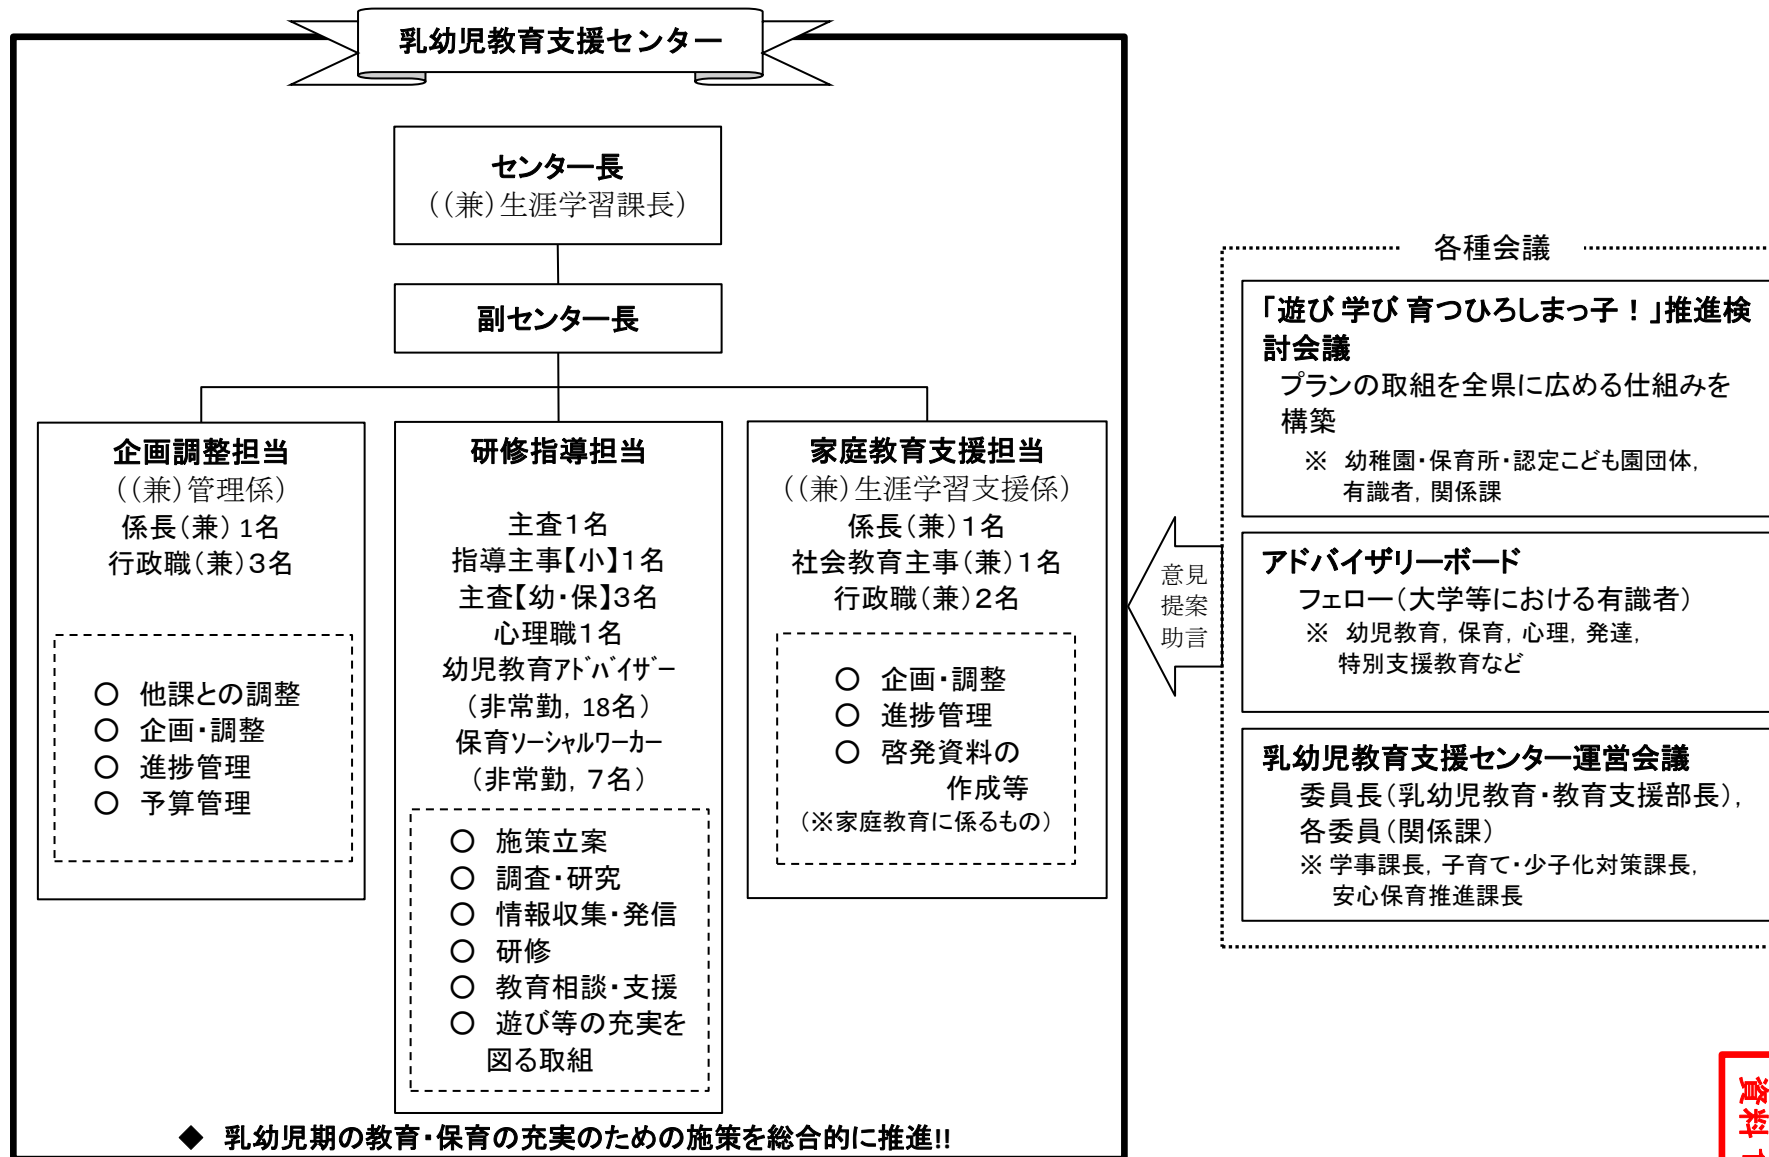 乳幼児教育支援センター
センター長
（（兼）生涯学習課長）
副センター長
企画調整担当
（（兼）管理係）
係長（兼）1名
行政職（兼）3名
○ 他課との調整
○ 企画・調整
○ 進捗管理
○ 予算管理
研修指導担当
主査１名
指導主事【小】１名
主査【幼・保】３名
心理職１名
幼児教育ｱﾄﾞﾊﾞｲｻﾞｰ
（非常勤，18名）
保育ｿｰｼｬﾙﾜｰｶｰ
（非常勤，７名）
○ 施策立案
○ 調査・研究
○ 情報収集・発信
○ 研修
○ 教育相談・支援
○ 遊び等の充実を
図る取組
家庭教育支援担当
（（兼）生涯学習支援係）
係長（兼）１名
社会教育主事（兼）１名
行政職（兼）２名
○ 企画・調整
○ 進捗管理
○ 啓発資料の
作成等
（※家庭教育に係るもの）
◆ 乳幼児期の教育・保育の充実のための施策を総合的に推進!!
意見
提案
助言
各種会議
「遊び 学び 育つひろしまっ子！」推進検
討会議
プランの取組を全県に広める仕組みを
構築
※ 幼稚園・保育所・認定こども園団体，
有識者，関係課
アドバイザリーボード
フェロー（大学等における有識者）
※ 幼児教育，保育，心理，発達，
特別支援教育など
乳幼児教育支援センター運営会議
委員長（乳幼児教育・教育支援部長），
各委員（関係課）
※ 学事課長，子育て・少子化対策課長，
安心保育推進課長
資料